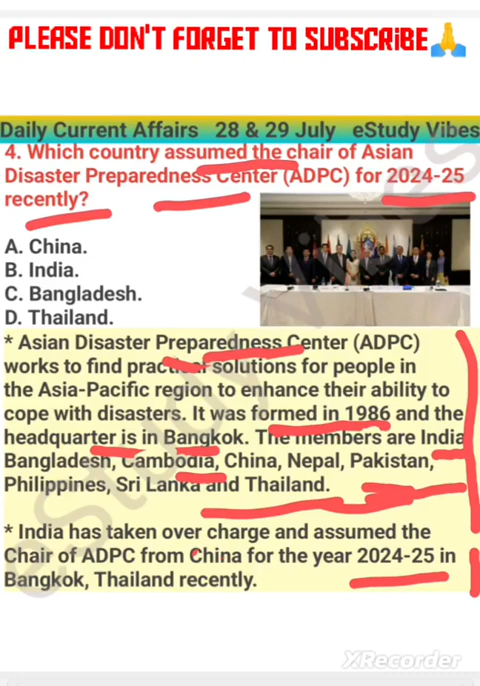 PLEASE DON'T FORGET TO SUBSCRIBE🙏
Daily Current Affairs 28 & 29 July eStudy Vibes
4. Which country assumed the chair of Asian
Disaster Preparedness Center (ADPC) for 2024-25
recently?
A. China.
B. India.
C. Bangladesh.
D. Thailand.
* Asian Disaster Preparedness Center (ADPC)
works to find practical solutions for people in
the Asia-Pacific region to enhance their ability to
cope with disasters. It was formed in 1986 and the
headquarter is in Bangkok. The members are India
Bangladesh, Cambodia, China, Nepal, Pakistan,
Philippines, Sri Lanka and Thailand.
* India has taken over charge and assumed the
Chair of ADPC from China for the year 2024-25 in
Bangkok, Thailand recently.
eStudy Vibes
XRecorder